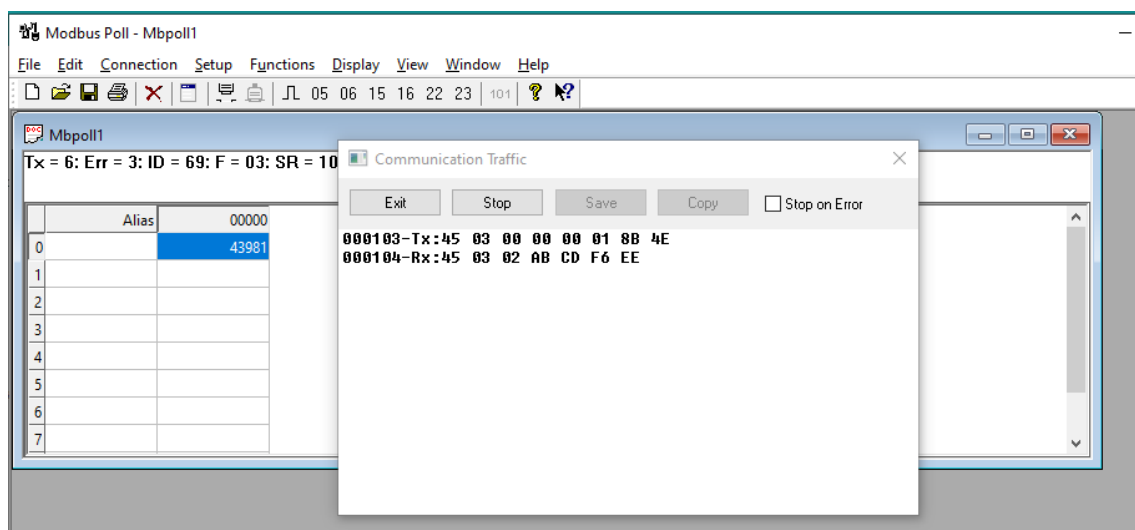 Modbus Poll - Mbpoll1
File Edit Connection Setup Functions Display View Window Help
05 06 15 16 22 23 101
Mbpoll1
Tx = 6: Err = 3: ID = 69: F = 03: SR = 10
Communication Traffic
Exit Stop Save Copy Stop on Error
Alias 00000
0 43981
1
2
3
4
5
6
7
000103-Tx:45 03 00 00 00 01 8B 4E
000104-Rx:45 03 02 AB CD F6 EE